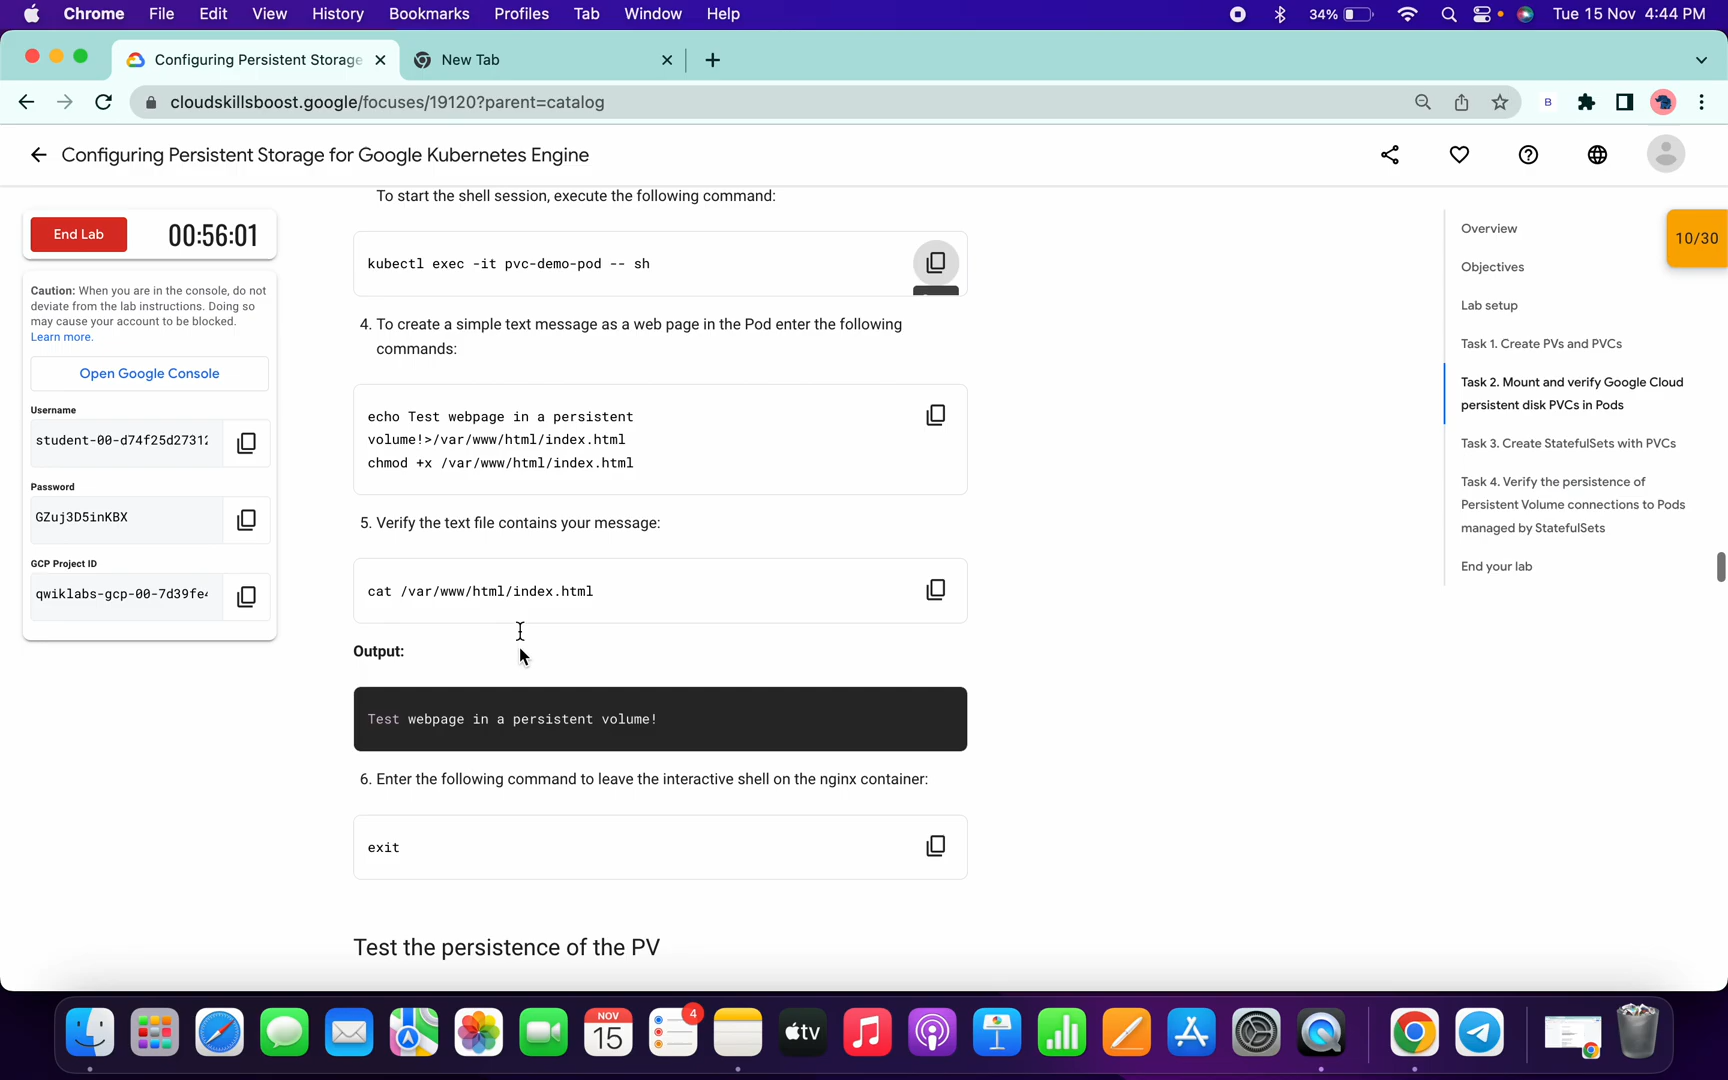 Chrome File Edit View History Bookmarks Profiles Tab Window Help 34% Tue 15 Nov 4:44 PM
Configuring Persistent Storage New Tab
cloudskillsboost.google/focuses/19120?parent=catalog B
Configuring Persistent Storage for Google Kubernetes Engine
End Lab 00:56:01
Caution: When you are in the console, do not
deviate from the lab instructions. Doing so
may cause your account to be blocked.
Learn more.
Open Google Console
Username
student-00-d74f25d27312
Password
GZuj3D5inKBX
GCP Project ID
qwiklabs-gcp-00-7d39fe4
To start the shell session, execute the following command:
kubectl exec -it pvc-demo-pod -- sh
4. To create a simple text message as a web page in the Pod enter the following
commands:
echo Test webpage in a persistent
volume!>/var/www/html/index.html
chmod +x /var/www/html/index.html
5. Verify the text file contains your message:
cat /var/www/html/index.html
Output:
Test webpage in a persistent volume!
6. Enter the following command to leave the interactive shell on the nginx container:
exit
Test the persistence of the PV
Overview
Objectives
Lab setup
Task 1. Create PVs and PVCs
Task 2. Mount and verify Google Cloud
persistent disk PVCs in Pods
Task 3. Create StatefulSets with PVCs
Task 4. Verify the persistence of
Persistent Volume connections to Pods
managed by StatefulSets
End your lab
10/30
NOV
15
4
tv